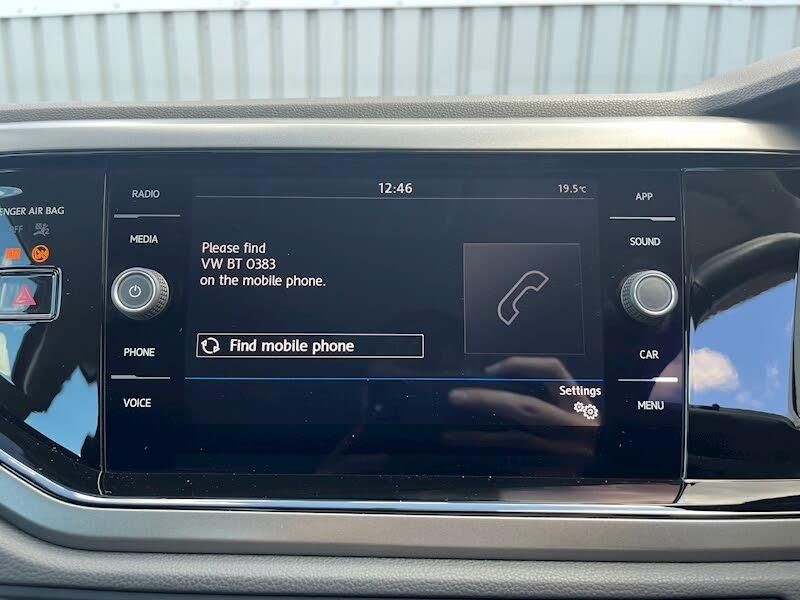 12:46
19.5°C
RADIO
MEDIA
PHONE
VOICE
ENGER AIR BAG
FF
Please find
VW BT 0383
on the mobile phone.
Find mobile phone
Settings
APP
SOUND
CAR
MENU